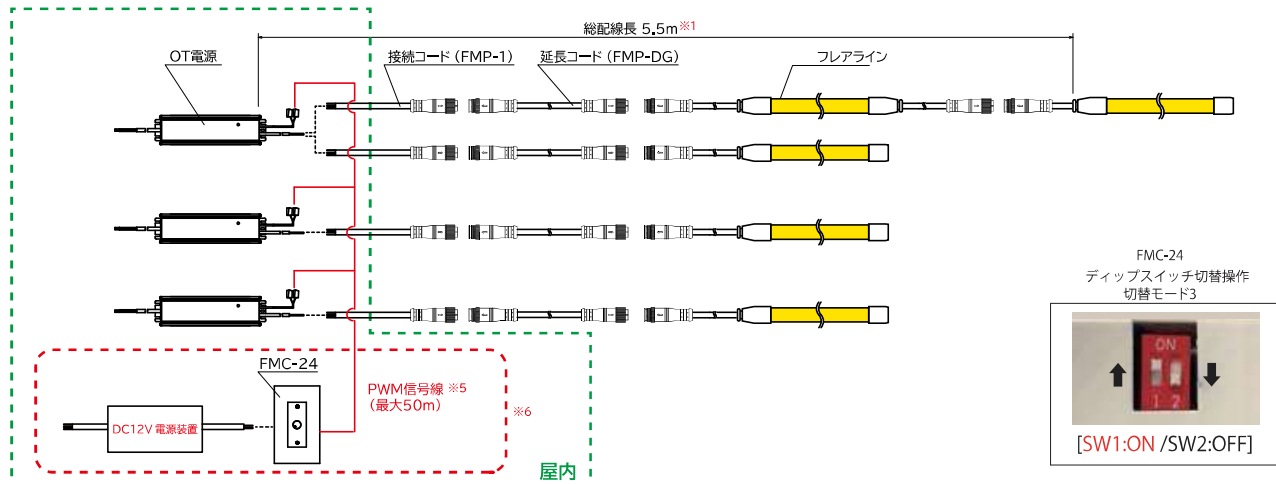 総配線長 5.5m※1
OT電源
接続コード (FMP-1)
延長コード (FMP-DG)
フレアライン
FMC-24
ディップスイッチ切替操作
切替モード3
ON
1 2
[SW1:ON /SW2:OFF]
FMC-24
PWM信号線 ※5
(最大50m)
※6
DC12V 電源装置
屋内